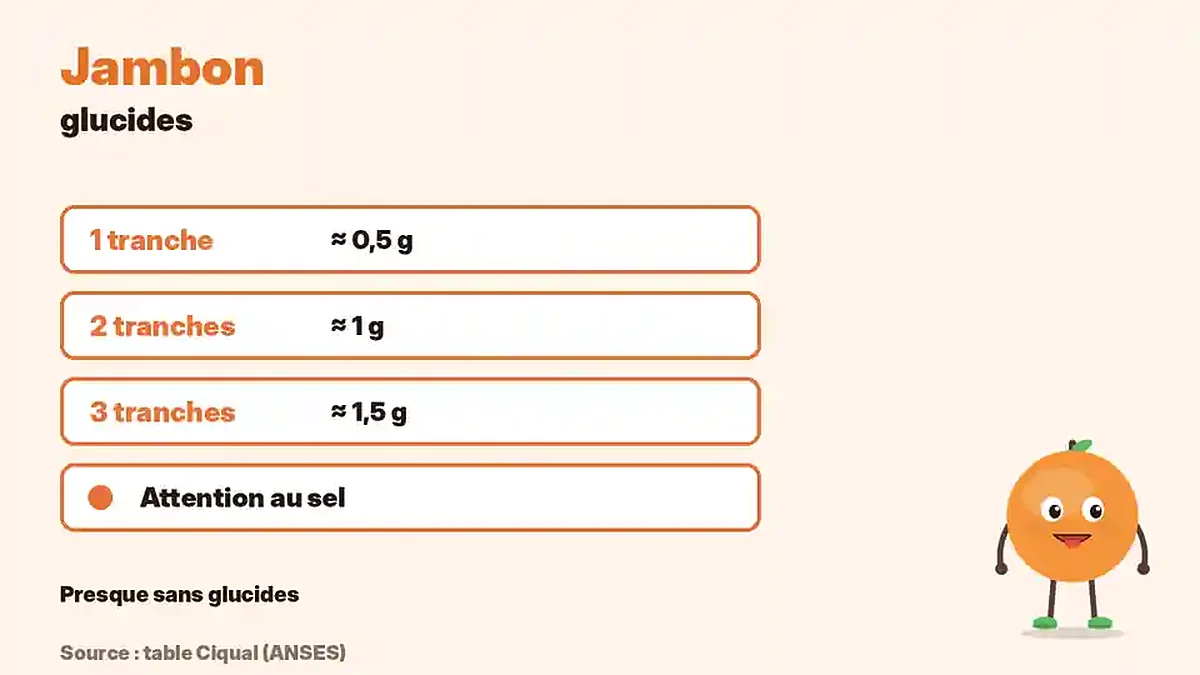 Jambon
glucides
1 tranche ≈ 0,5 g
2 tranches ≈ 1 g
3 tranches ≈ 1,5 g
Attention au sel
Presque sans glucides
Source : table Ciqual (ANSES)